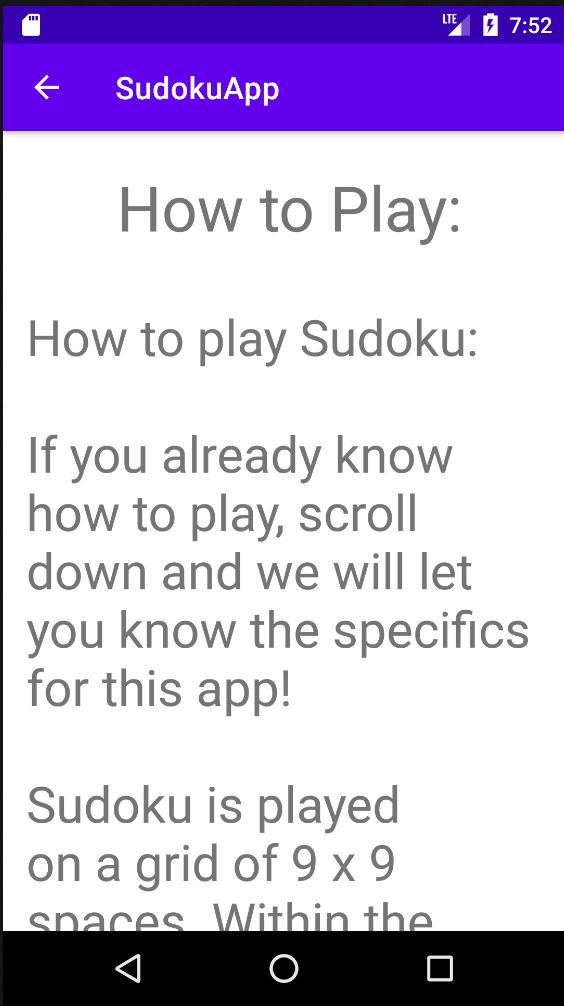 LTE 7:52
SudokuApp
How to Play:
How to play Sudoku:
If you already know
how to play, scroll
down and we will let
you know the specifics
for this app!
Sudoku is played
on a grid of 9 x 9
spaces. Within the